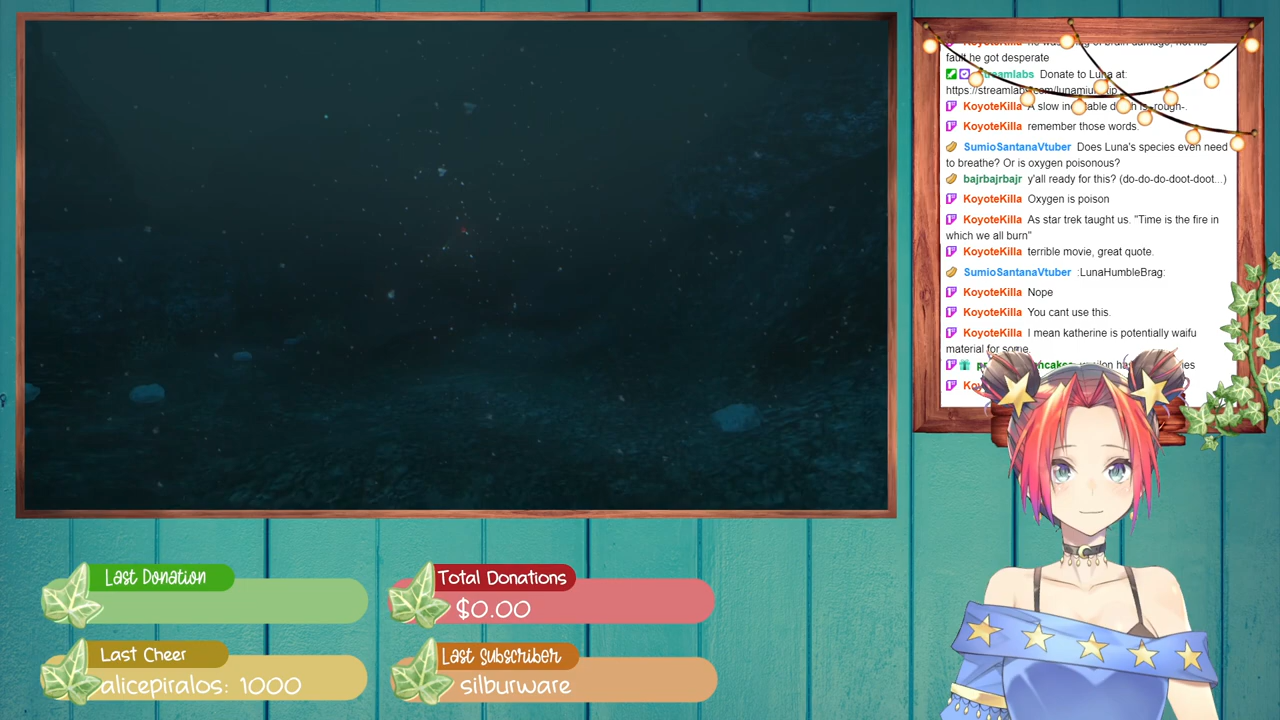 KoyoteKilla
fault he got desperate
Donate to Luna at:
KoyoteKilla A slow
remember those words.
SumioSantanaVtuber Does Luna's species even need
to breathe? Or is oxygen poisonous?
bajrbajrbajr y'all ready for this? (do-do-do-doot-doot...)
KoyoteKilla Oxygen is poison
KoyoteKilla As star trek taught us. "Time is the fire in
which we all burn"
KoyoteKilla terrible movie, great quote.
SumioSantanaVtuber :LunaHumbleBrag:
KoyoteKilla Nope
KoyoteKilla You cant use this.
KoyoteKilla I mean katherine is potentially waifu
material for some.
Last Donation
Total Donations
$0.00
Last Cheer
alicepiralos: 1000
Last Subscriber
silburware